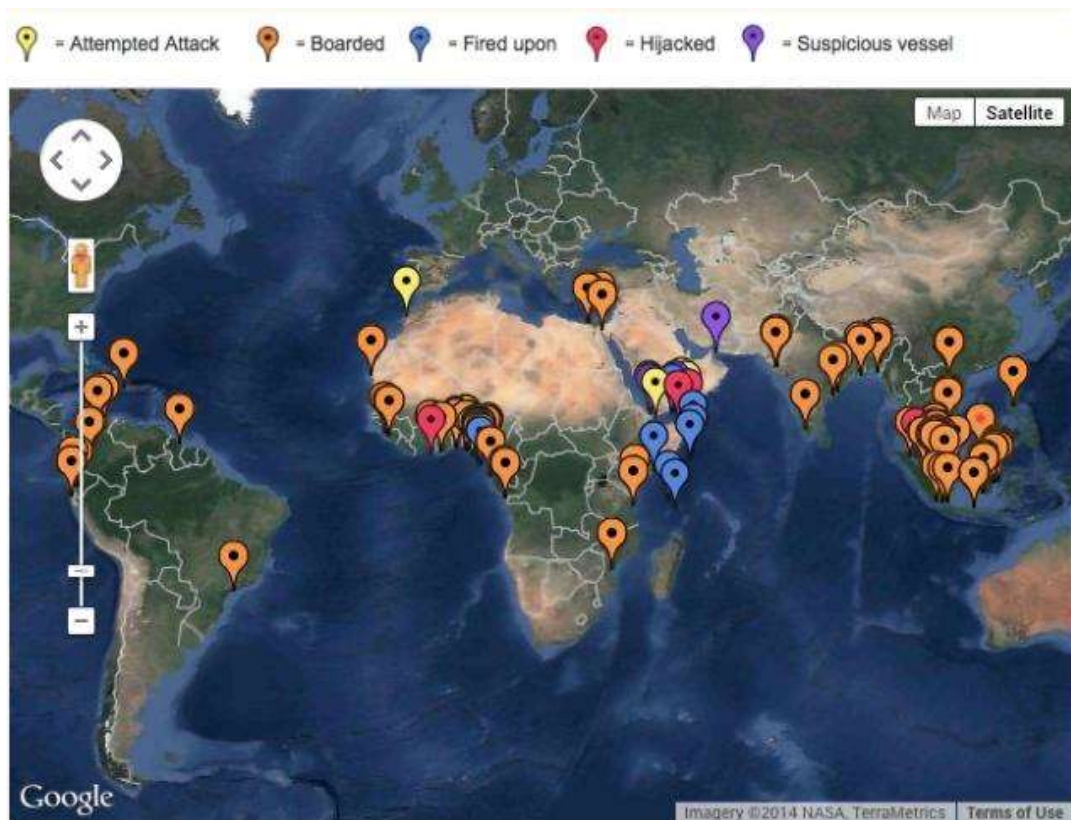 = Attempted Attack = Boarded = Fired upon = Hijacked = Suspicious vessel
Map Satellite
Google
Imagery ©2014 NASA, TerraMetrics Terms of Use